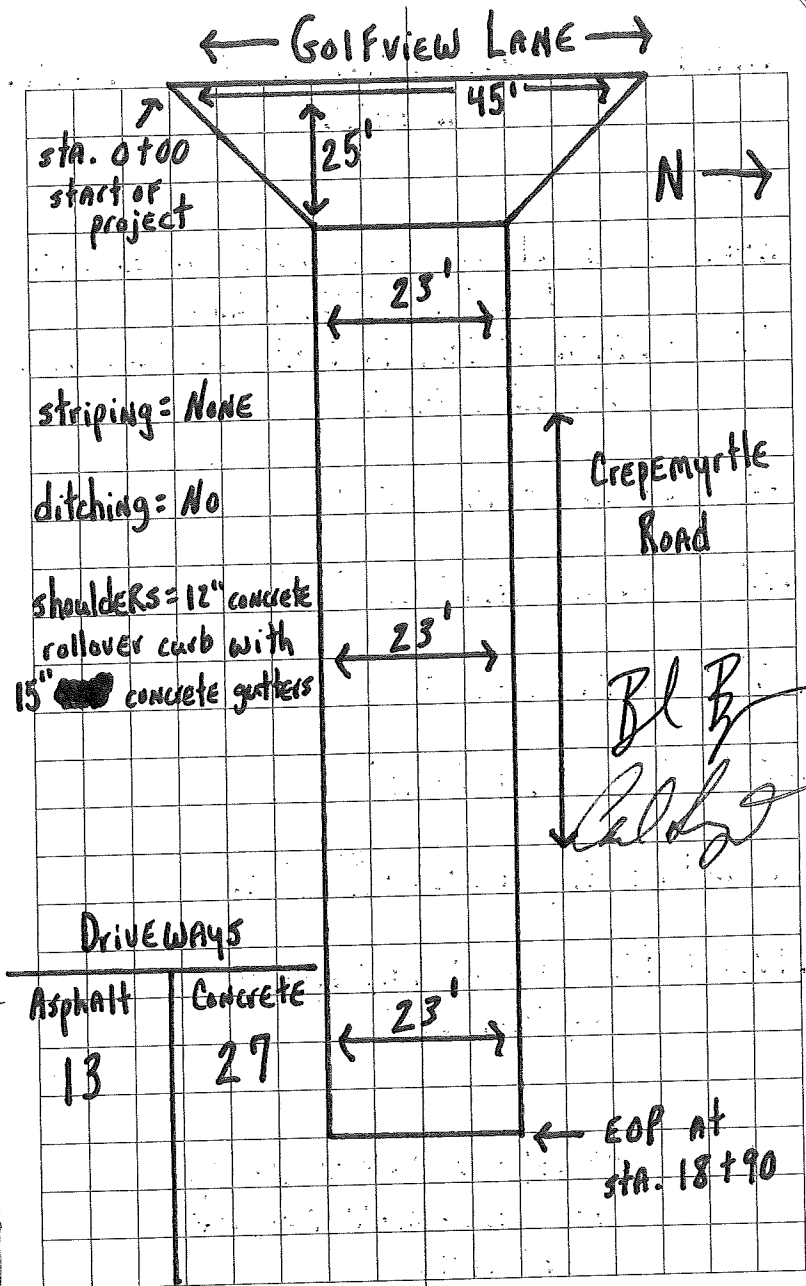 ← GOLFVIEW LANE →
45'
sta. 0+00
start of
project
25'
N →
23'
striping = NONE
Crepemyrtle
Road
ditching = No
shoulders = 12" concrete
rollover curb with
15" concrete gutters
23'
DRIVEWAYS
Asphalt
Concrete
13
27
23'
← EOP at
sta. 18+90